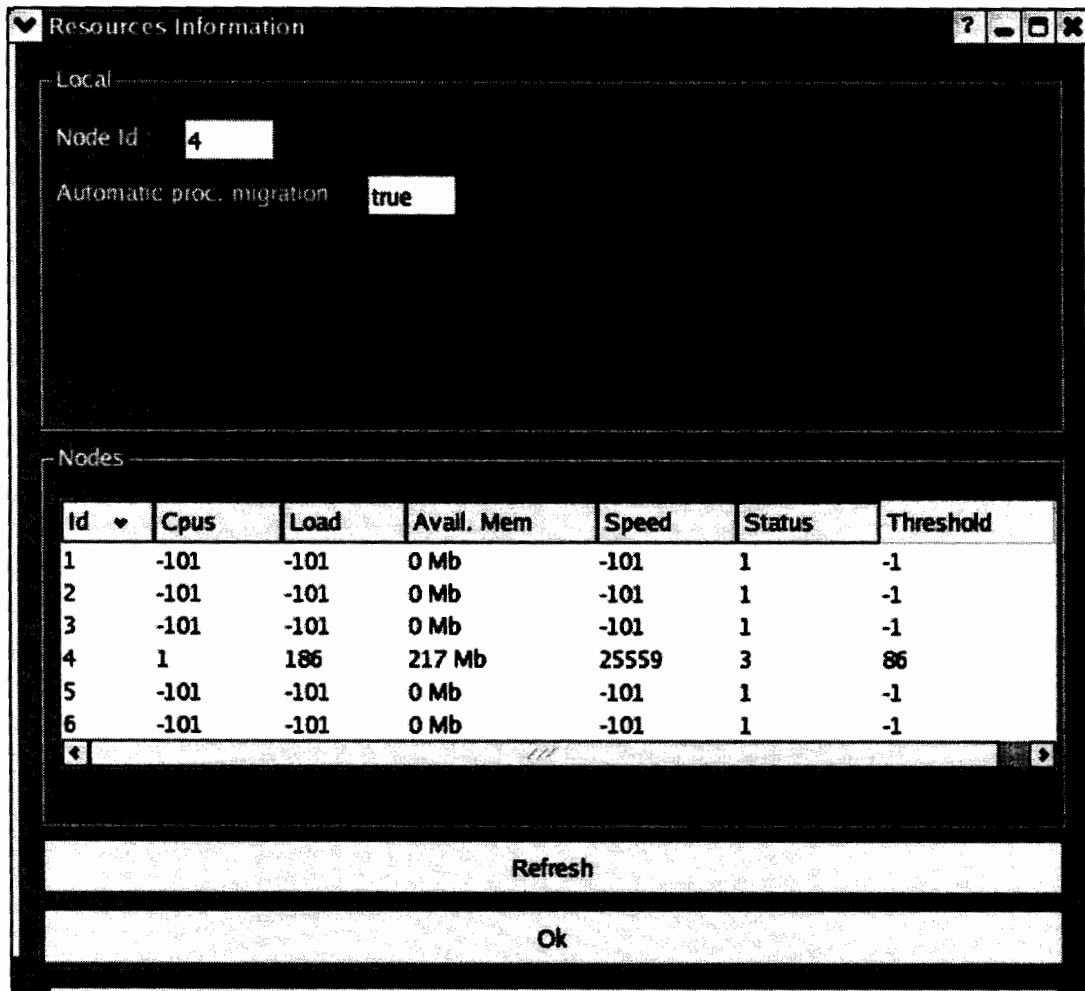 Resources Information
Local
Node Id : 4
Automatic proc. migration true
Nodes
Id Cpus Load Avail. Mem Speed Status Threshold
1 -101 -101 0 Mb -101 1 -1
2 -101 -101 0 Mb -101 1 -1
3 -101 -101 0 Mb -101 1 -1
4 1 186 217 Mb 25559 3 86
5 -101 -101 0 Mb -101 1 -1
6 -101 -101 0 Mb -101 1 -1
Refresh
Ok